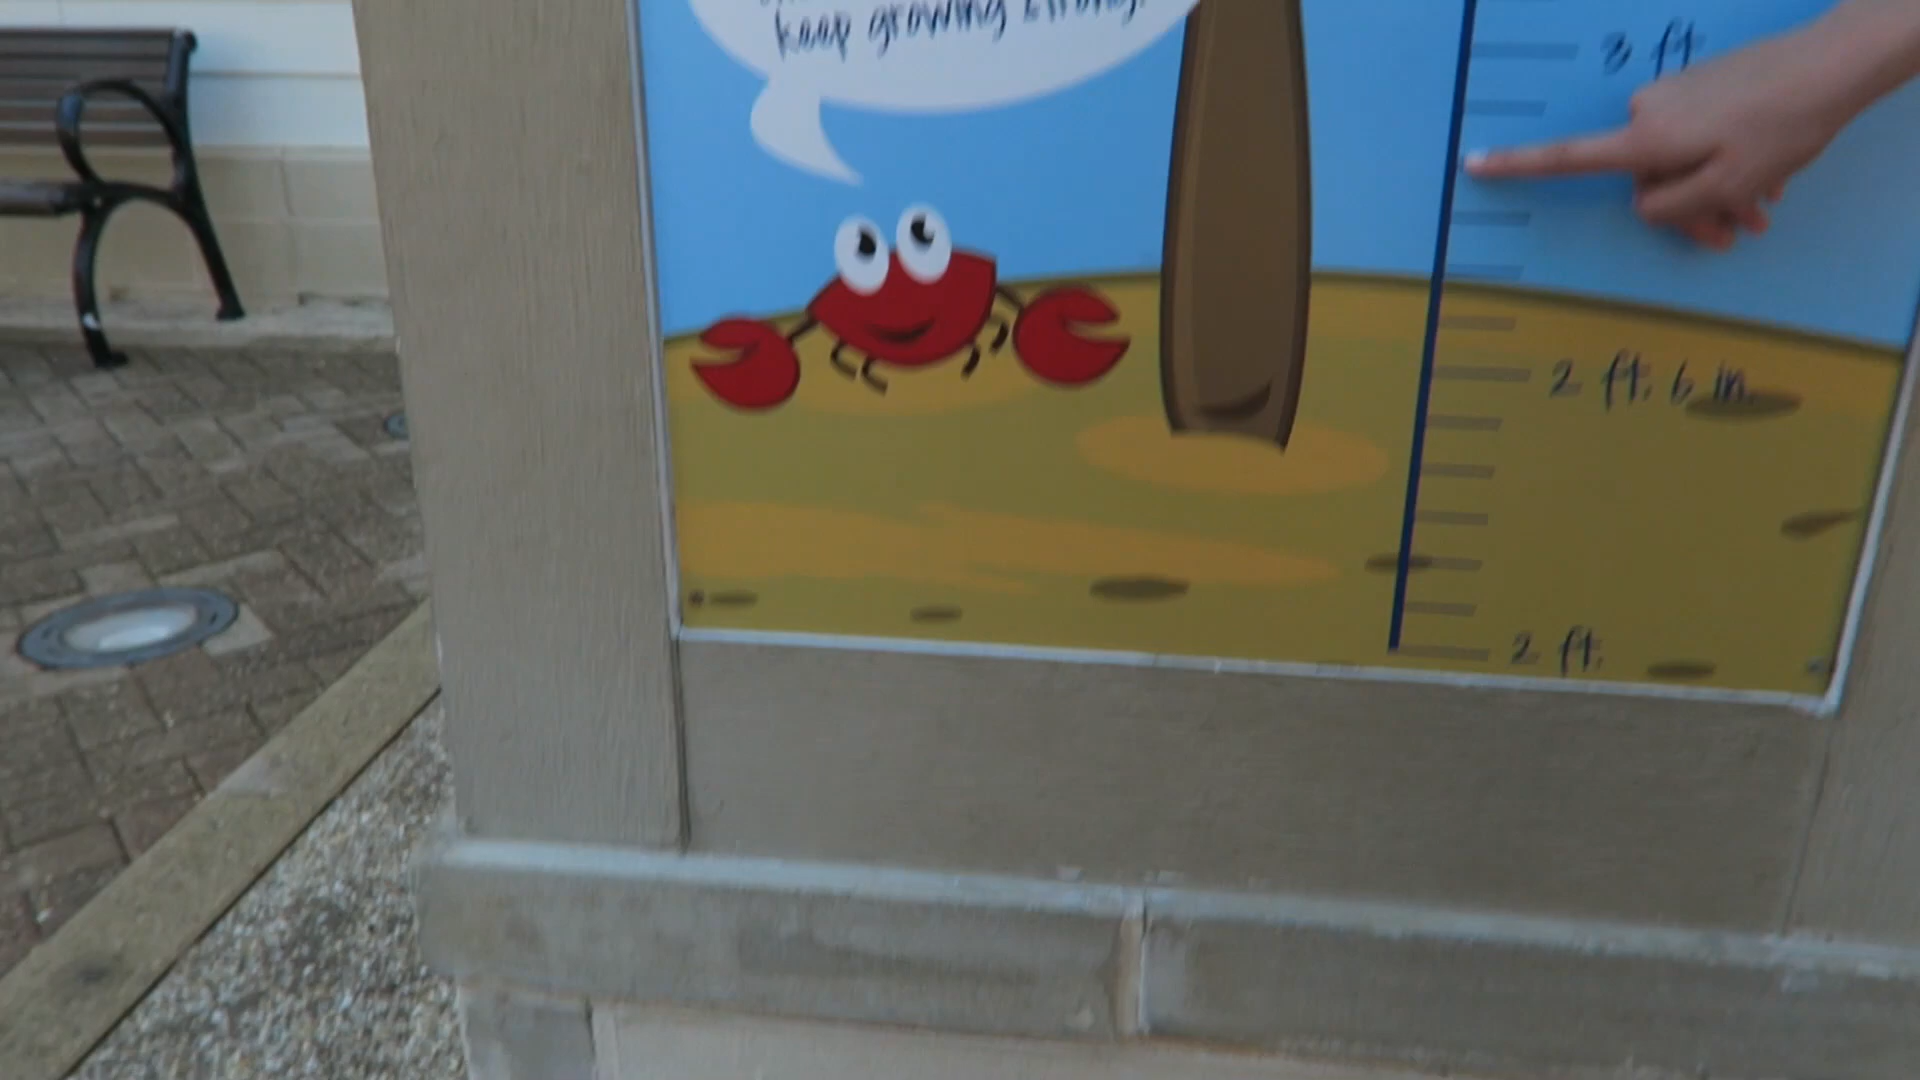 keep growing strong.
3 ft.
2 ft. 6 in.
2 ft.